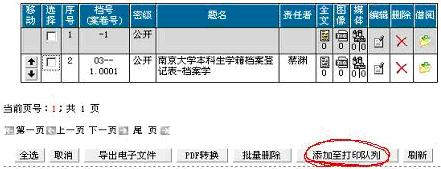 移动 选择 序号 档号(案卷号) 密级 题名 责任者 全文 图像 媒体 编辑 删除 借阅
1 -1 公开
2 03--1.0001 公开 南京大学本科生学籍档案登记表-档案学 蔡渊
当前页号：1；共 1 页
第一页 上一页 下一页 尾 页
全选 取消 导出电子文件 PDF转换 批量删除 添加至打印队列 刷新